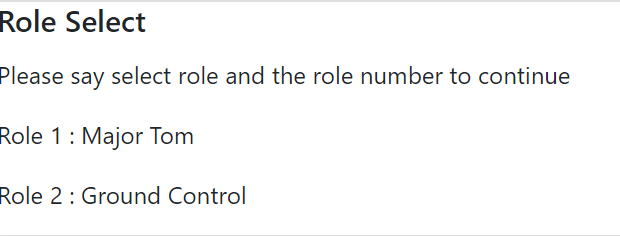 Role Select
Please say select role and the role number to continue
Role 1 : Major Tom
Role 2 : Ground Control